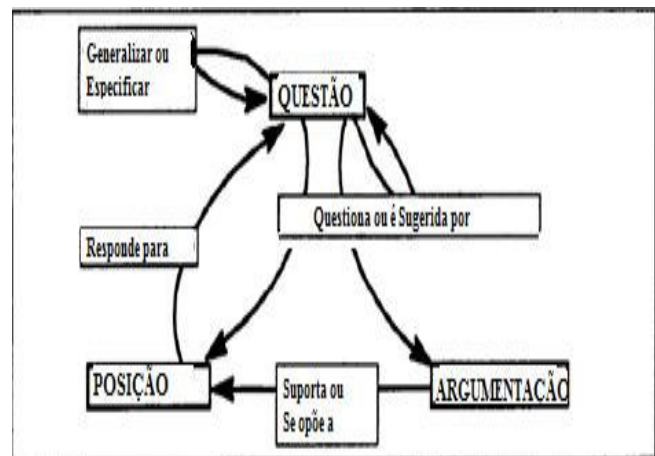 Generalizar ou
Especificar
QUESTÃO
Questiona ou é Sugerida por
Responde para
POSIÇÃO
Suporta ou
Se opõe a
ARGUMENTACÃO